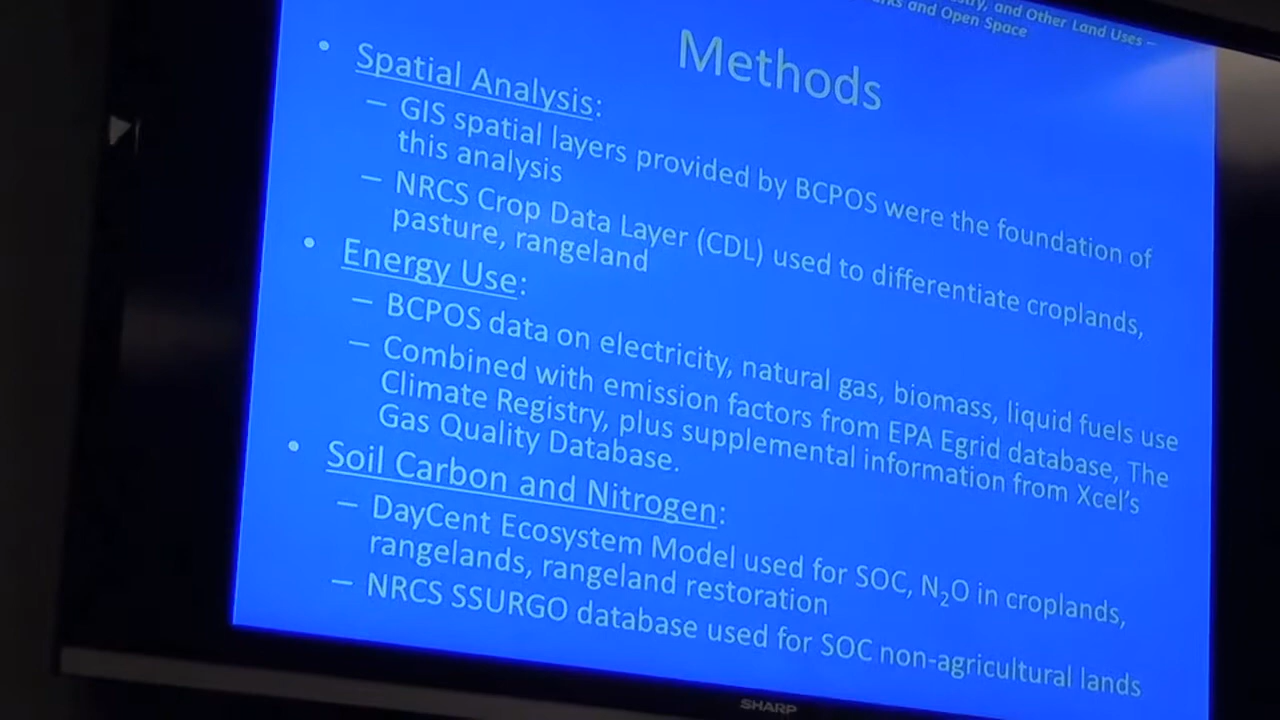 and Other Land Uses –
and Open Space
Methods
• Spatial Analysis:
– GIS spatial layers provided by BCPOS were the foundation of
this analysis
– NRCS Crop Data Layer (CDL) used to differentiate croplands,
pasture, rangeland
• Energy Use:
– BCPOS data on electricity, natural gas, biomass, liquid fuels use
– Combined with emission factors from EPA Egrid database, The
Climate Registry, plus supplemental information from Xcel's
Gas Quality Database.
• Soil Carbon and Nitrogen:
– DayCent Ecosystem Model used for SOC, N₂O in croplands,
rangelands, rangeland restoration
– NRCS SSURGO database used for SOC non-agricultural lands
SHARP